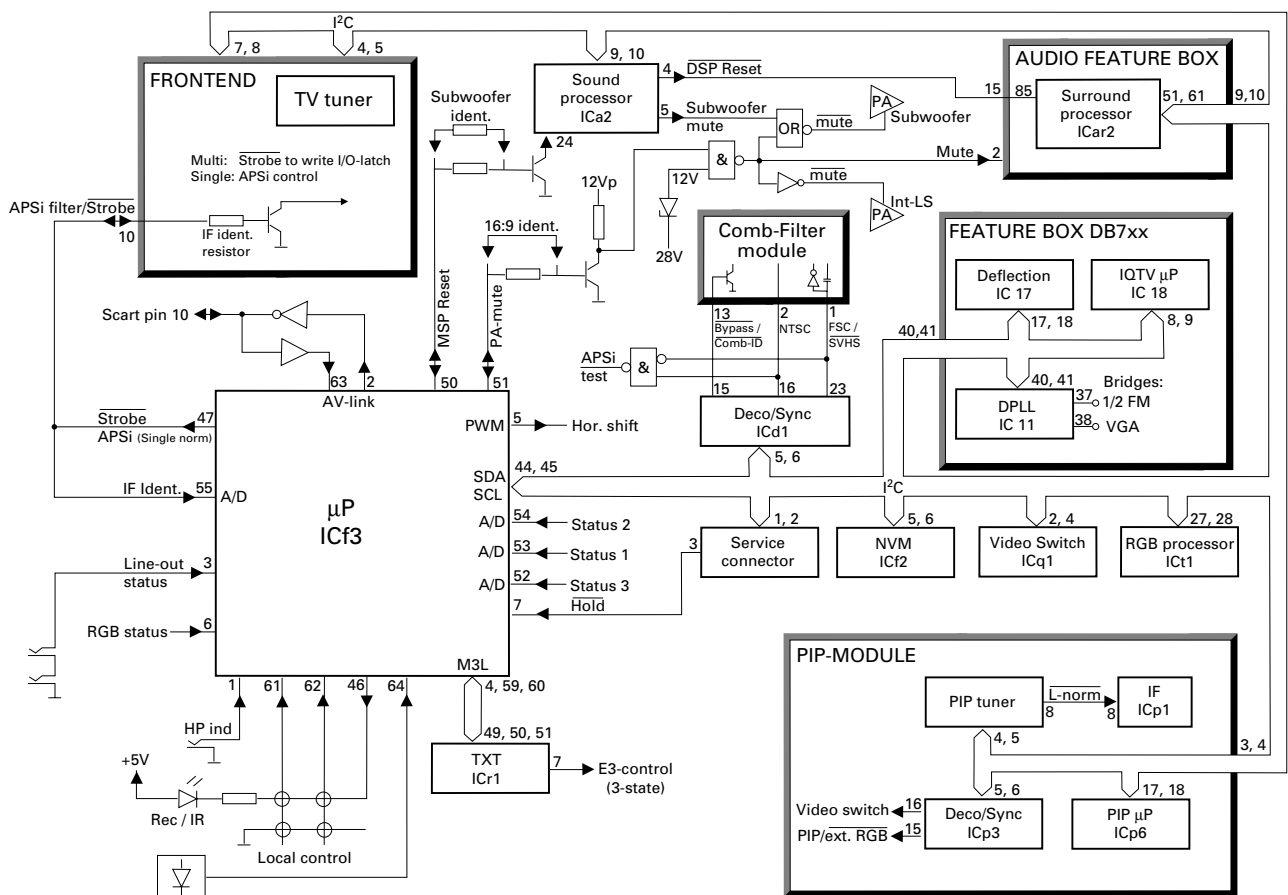 I²C
7, 8
4, 5
9, 10
FRONTEND
TV tuner
Multi: Strobe to write I/O-latch
Single: APSi control
APSi filter/Strobe
10
IF ident.
resistor
Subwoofer
ident.
Sound
processor
ICa2
4
DSP Reset
5
Subwoofer
mute
24
OR
mute
PA
Subwoofer
&
12V
28V
mute
PA
Int-LS
Mute
2
AUDIO FEATURE BOX
15
85
Surround
processor
ICar2
51, 61
9,10
12Vp
16:9 ident.
MSP Reset
PA-mute
Comb-Filter
module
13
2
1
Bypass /
Comb-ID
NTSC
FSC /
SVHS
APSi
test
&
15
16
23
Deco/Sync
ICd1
5, 6
FEATURE BOX DB7xx
Deflection
IC 17
17, 18
IQTV µP
IC 18
8, 9
40,41
40, 41
DPLL
IC 11
37
38
Bridges:
1/2 FM
VGA
Scart pin 10
63
2
50
51
AV-link
Strobe
47
APSi (Single norm)
IF Ident.
55
A/D
µP
ICf3
PWM
5
Hor. shift
SDA
SCL
44, 45
I²C
A/D
54
Status 2
A/D
53
Status 1
A/D
52
Status 3
7
Hold
3
1, 2
Service
connector
5, 6
NVM
ICf2
2, 4
Video Switch
ICq1
27, 28
RGB processor
ICt1
Line-out
status
3
RGB status
6
M3L
1
61
62
46
64
4, 59, 60
HP ind
+5V
Rec / IR
Local control
49, 50, 51
TXT
ICr1
7
E3-control
(3-state)
PIP-MODULE
PIP tuner
L-norm
8
8
IF
ICp1
4, 5
3, 4
5, 6
17, 18
Video switch
16
PIP/ext. RGB
15
Deco/Sync
ICp3
PIP µP
ICp6